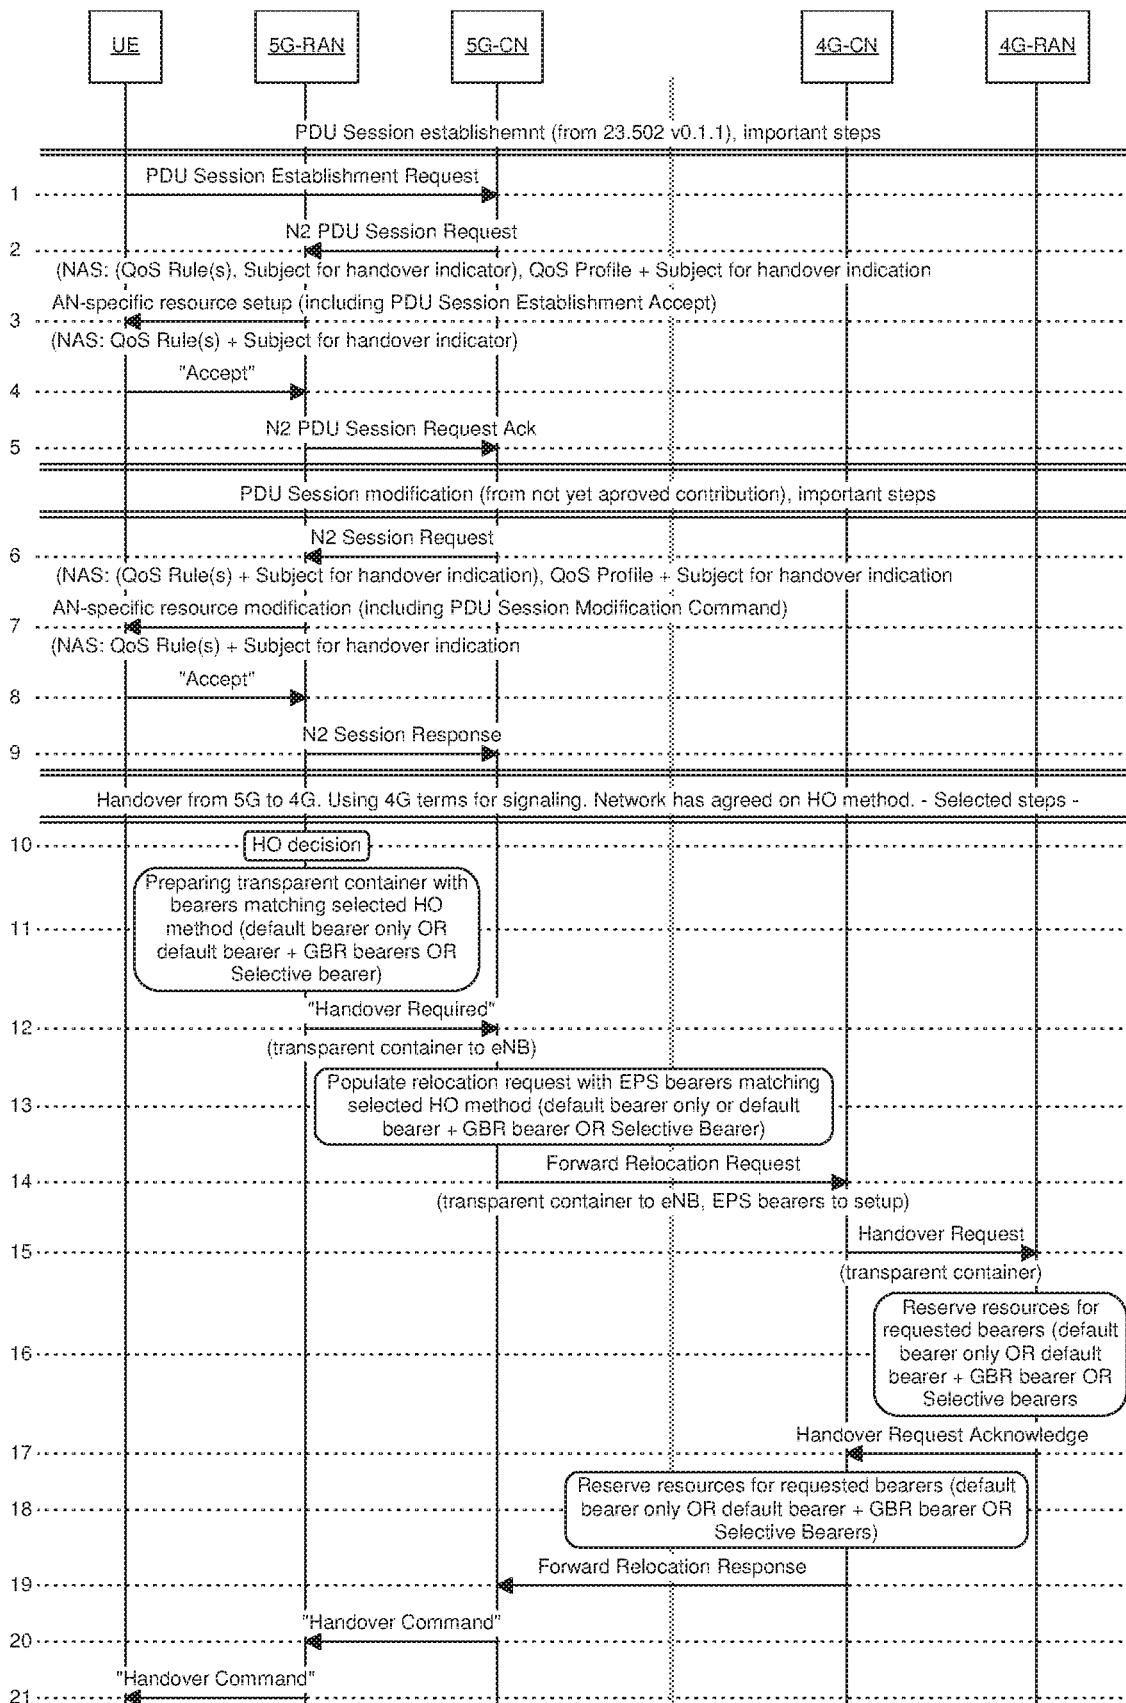 UE 5G-RAN 5G-CN 4G-CN 4G-RAN
PDU Session establishemnt (from 23.502 v0.1.1), important steps
PDU Session Establishment Request
1
N2 PDU Session Request
2
(NAS: (QoS Rule(s), Subject for handover indicator), QoS Profile + Subject for handover indication
AN-specific resource setup (including PDU Session Establishment Accept)
3
(NAS: QoS Rule(s) + Subject for handover indicator)
"Accept"
4
N2 PDU Session Request Ack
5
PDU Session modification (from not yet aproved contribution), important steps
N2 Session Request
6
(NAS: (QoS Rule(s) + Subject for handover indication), QoS Profile + Subject for handover indication
AN-specific resource modification (including PDU Session Modification Command)
7
(NAS: QoS Rule(s) + Subject for handover indication
"Accept"
8
N2 Session Response
9
Handover from 5G to 4G. Using 4G terms for signaling. Network has agreed on HO method. - Selected steps -
10
HO decision
Preparing transparent container with
bearers matching selected HO
11
method (default bearer only OR
default bearer + GBR bearers OR
Selective bearer)
"Handover Required"
12
(transparent container to eNB)
Populate relocation request with EPS bearers matching
13
selected HO method (default bearer only or default
bearer + GBR bearer OR Selective Bearer)
Forward Relocation Request
14
(transparent container to eNB, EPS bearers to setup)
Handover Request
15
(transparent container)
Reserve resources for
requested bearers (default
16
bearer only OR default
bearer + GBR bearer OR
Selective bearers
Handover Request Acknowledge
17
Reserve resources for requested bearers (default
18
bearer only OR default bearer + GBR bearer OR
Selective Bearers)
Forward Relocation Response
19
"Handover Command"
20
"Handover Command"
21